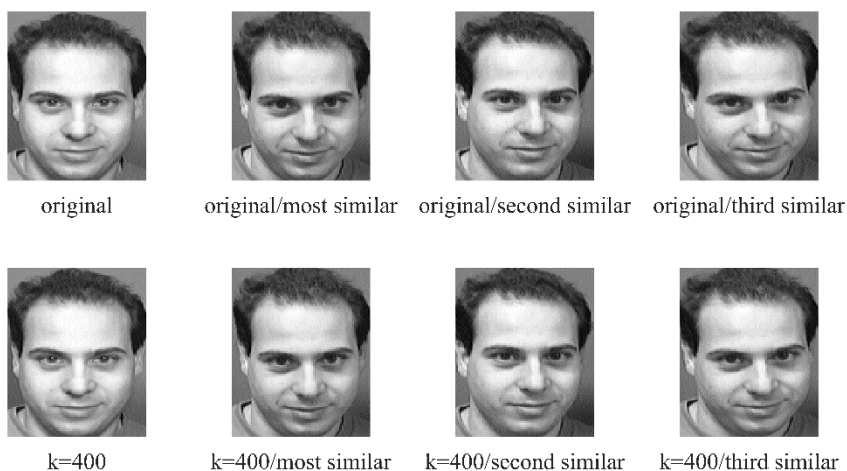 original
original/most similar
original/second similar
original/third similar
k=400
k=400/most similar
k=400/second similar
k=400/third similar